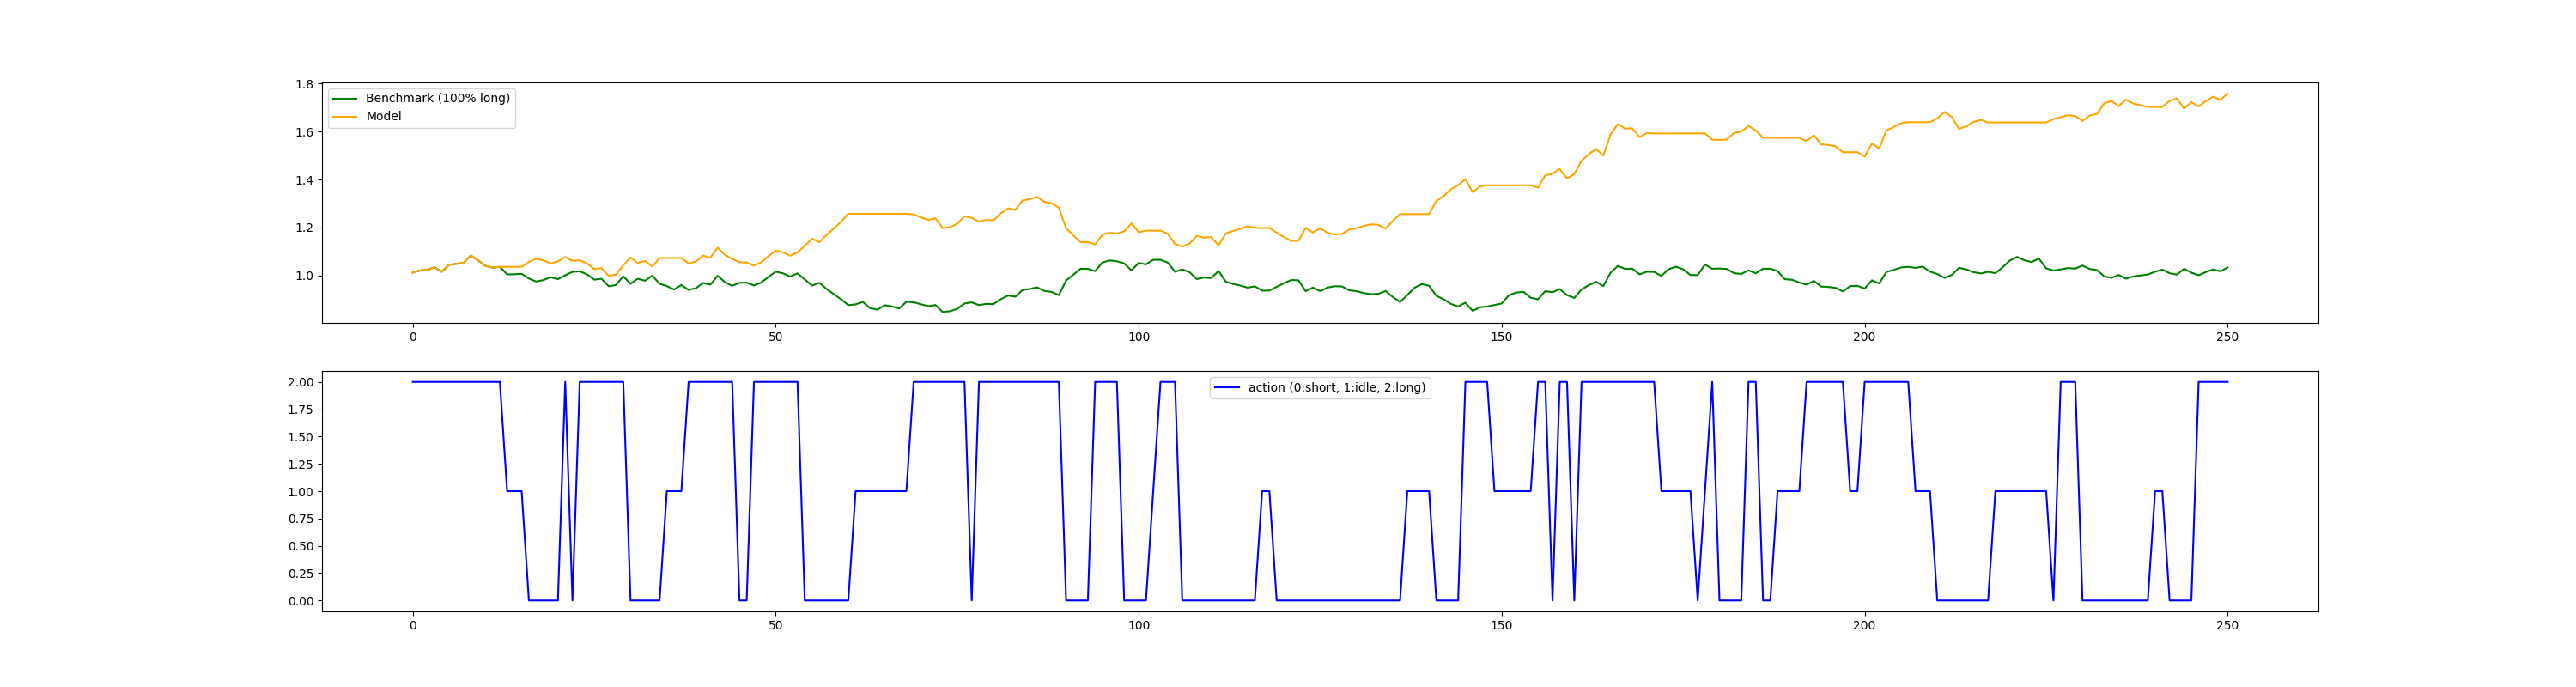 1.8
1.6
1.4
1.2
1.0
Benchmark (100% long)
Model
0 50 100 150 200 250
2.00
1.75
1.50
1.25
1.00
0.75
0.50
0.25
0.00
action (0:short, 1:idle, 2:long)
0 50 100 150 200 250